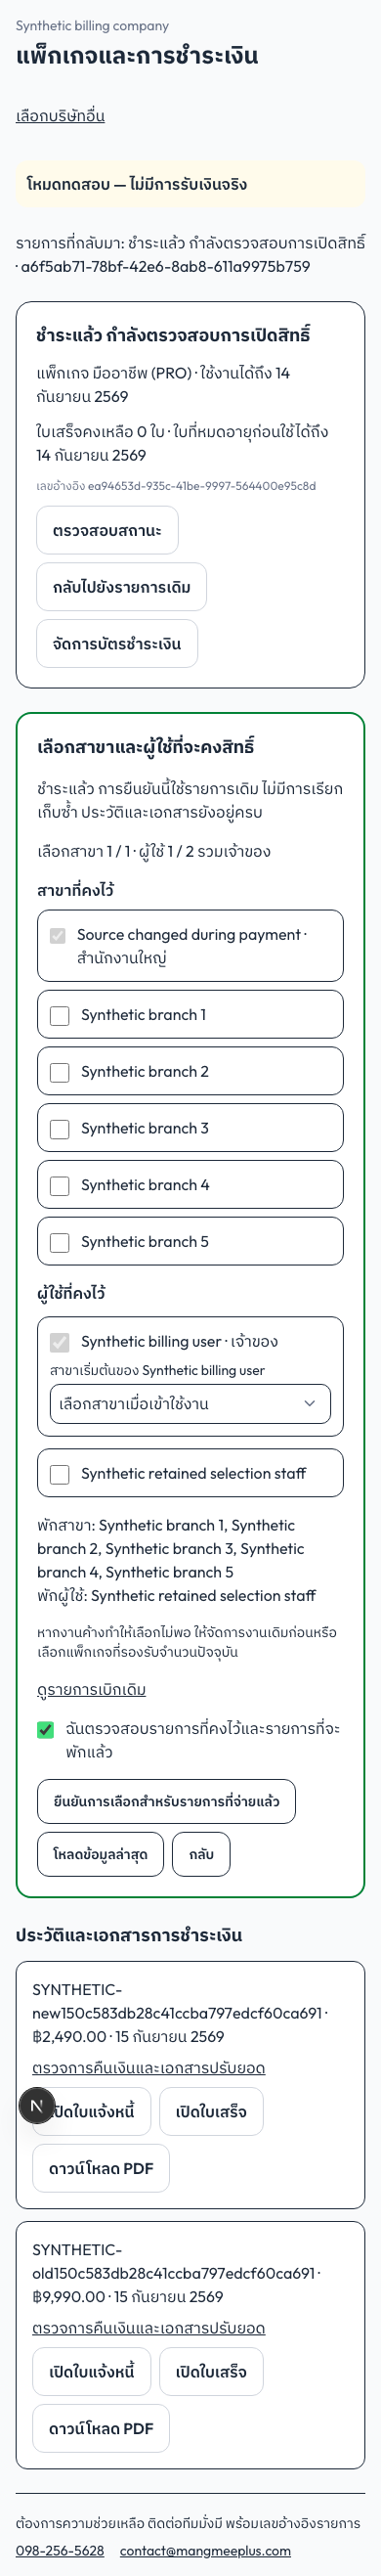 Synthetic billing company
แพ็กเกจและการชำระเงิน
เลือกบริษัทอื่น
โหมดทดสอบ — ไม่มีการรับเงินจริง
รายการที่กลับมา: ชำระแล้ว กำลังตรวจสอบการเปิดสิทธิ์
· a6f5ab71-78bf-42e6-8ab8-611a9975b759
ชำระแล้ว กำลังตรวจสอบการเปิดสิทธิ์
แพ็กเกจ มืออาชีพ (PRO) · ใช้งานได้ถึง 14
กันยายน 2569
ใบเสร็จคงเหลือ 0 ใบ · ใบที่หมดอายุก่อนใช้ได้ถึง
14 กันยายน 2569
เลขอ้างอิง ea94653d-935c-41be-9997-564400e95c8d
ตรวจสอบสถานะ
กลับไปยังรายการเดิม
จัดการบัตรชำระเงิน
เลือกสาขาและผู้ใช้ที่จะคงสิทธิ์
ชำระแล้ว การยืนยันนี้ใช้รายการเดิม ไม่มีการเรียก
เก็บซ้ำ ประวัติและเอกสารยังอยู่ครบ
เลือกสาขา 1 / 1 · ผู้ใช้ 1 / 2 รวมเจ้าของ
สาขาที่คงไว้
Source changed during payment ·
สำนักงานใหญ่
Synthetic branch 1
Synthetic branch 2
Synthetic branch 3
Synthetic branch 4
Synthetic branch 5
ผู้ใช้ที่คงไว้
Synthetic billing user · เจ้าของ
สาขาเริ่มต้นของ Synthetic billing user
เลือกสาขาเมื่อเข้าใช้งาน
Synthetic retained selection staff
พักสาขา: Synthetic branch 1, Synthetic
branch 2, Synthetic branch 3, Synthetic
branch 4, Synthetic branch 5
พักผู้ใช้: Synthetic retained selection staff
หากงานค้างทำให้เลือกไม่พอ ให้จัดการงานเดิมก่อนหรือ
เลือกแพ็กเกจที่รองรับจำนวนปัจจุบัน
ดูรายการเบิกเดิม
ฉันตรวจสอบรายการที่คงไว้และรายการที่จะ
พักแล้ว
ยืนยันการเลือกสำหรับรายการที่จ่ายแล้ว
โหลดข้อมูลล่าสุด
กลับ
ประวัติและเอกสารการชำระเงิน
SYNTHETIC-
new150c583db28c41ccba797edcf60ca691 ·
฿2,490.00 · 15 กันยายน 2569
ตรวจการคืนเงินและเอกสารปรับยอด
N
เปิดใบแจ้งหนี้
เปิดใบเสร็จ
ดาวน์โหลด PDF
SYNTHETIC-
old150c583db28c41ccba797edcf60ca691 ·
฿9,990.00 · 15 กันยายน 2569
ตรวจการคืนเงินและเอกสารปรับยอด
เปิดใบแจ้งหนี้
เปิดใบเสร็จ
ดาวน์โหลด PDF
ต้องการความช่วยเหลือ ติดต่อทีมมั่งมี พร้อมเลขอ้างอิงรายการ
098-256-5628 contact@mangmeeplus.com